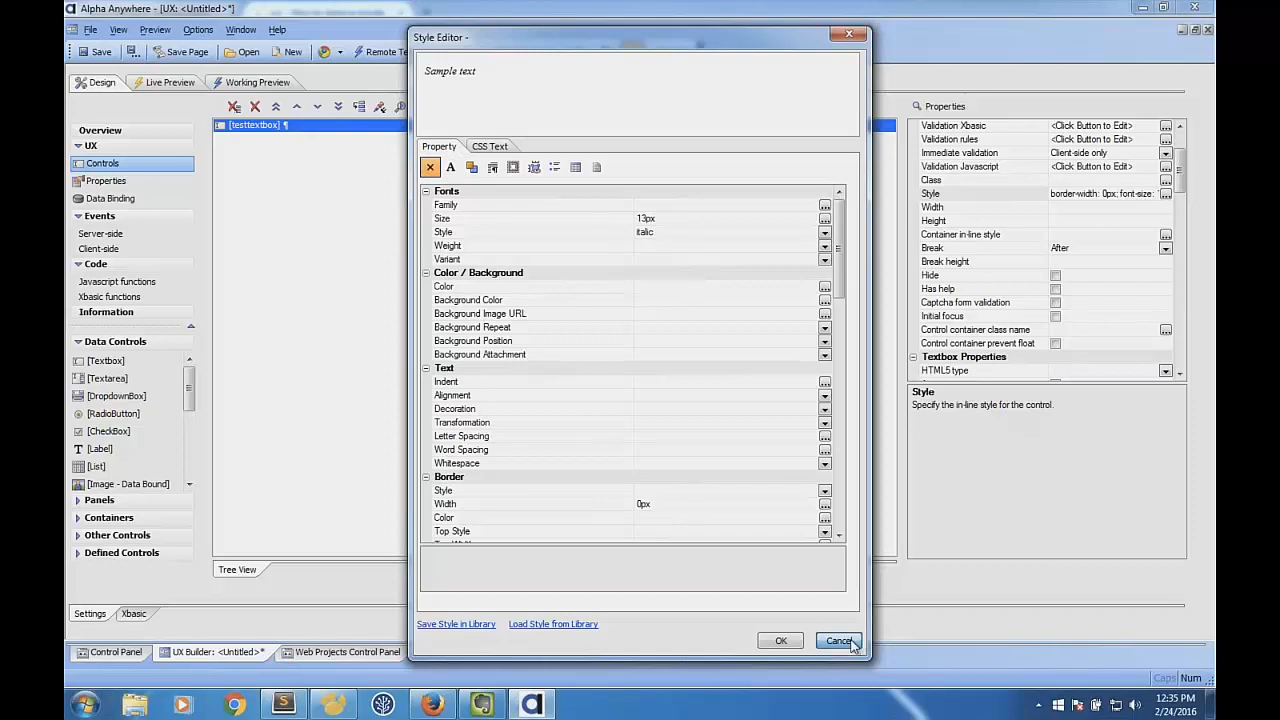 Alpha Anywhere - [UX: <Untitled>*]
File View Preview Options Window Help
Save Save Page Open New Remote Te
Design Live Preview Working Preview
Overview
UX
Controls
Properties
Data Binding
Events
Server-side
Client-side
Code
Javascript functions
Xbasic functions
Information
Data Controls
[Textbox]
[Textarea]
[DropdownBox]
[RadioButton]
[CheckBox]
[Label]
[List]
[Image - Data Bound]
Panels
Containers
Other Controls
Defined Controls
[testtextbox] ¶
Tree View
Settings Xbasic
Style Editor -
Sample text
Property CSS Text
Fonts
Family
Size 13px
Style italic
Weight
Variant
Color / Background
Color
Background Color
Background Image URL
Background Repeat
Background Position
Background Attachment
Text
Indent
Alignment
Decoration
Transformation
Letter Spacing
Word Spacing
Whitespace
Border
Style
Width 0px
Color
Top Style
Save Style in Library Load Style from Library
OK Cancel
Properties
Validation Xbasic <Click Button to Edit>
Validation rules <Click Button to Edit>
Immediate validation Client-side only
Validation Javascript <Click Button to Edit>
Class
Style border-width: 0px; font-size:
Width
Height
Container in-line style
Break After
Break height
Hide
Has help
Captcha form validation
Initial focus
Control container class name
Control container prevent float
Textbox Properties
HTML5 type
Style
Specify the in-line style for the control.
Control Panel UX Builder: <Untitled>* Web Projects Control Panel
Caps Num
12:35 PM
2/24/2016